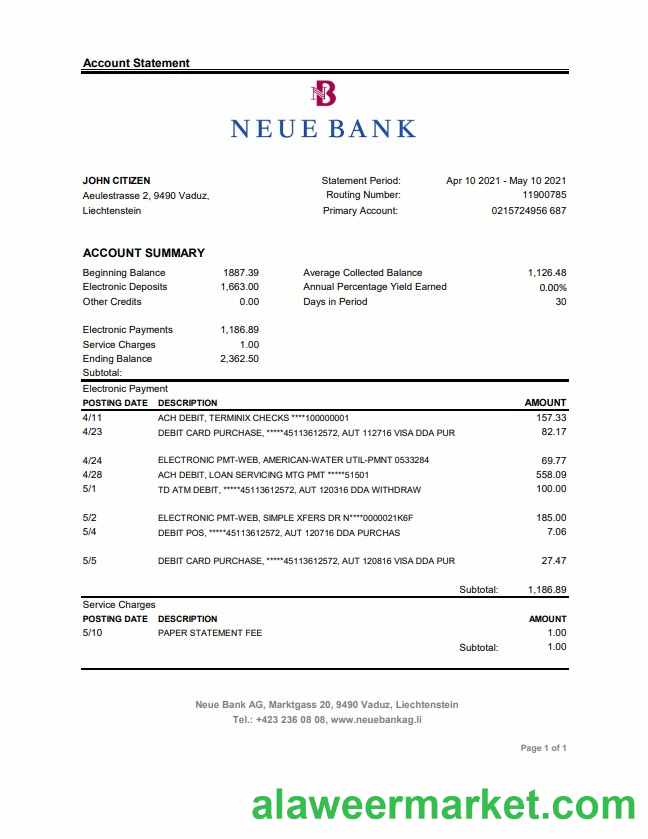 Account Statement
NB
NEUE BANK
JOHN CITIZEN Statement Period: Apr 10 2021 - May 10 2021
Aeulestrasse 2, 9490 Vaduz, Routing Number: 11900785
Liechtenstein Primary Account: 0215724956 687
ACCOUNT SUMMARY
Beginning Balance 1887.39 Average Collected Balance 1,126.48
Electronic Deposits 1,663.00 Annual Percentage Yield Earned 0.00%
Other Credits 0.00 Days in Period 30
Electronic Payments 1,186.89
Service Charges 1.00
Ending Balance 2,362.50
Subtotal:
Electronic Payment
POSTING DATE DESCRIPTION AMOUNT
4/11 ACH DEBIT, TERMINIX CHECKS ****100000001 157.33
4/23 DEBIT CARD PURCHASE, *****45113612572, AUT 112716 VISA DDA PUR 82.17
4/24 ELECTRONIC PMT-WEB, AMERICAN-WATER UTIL-PMNT 0533284 69.77
4/28 ACH DEBIT, LOAN SERVICING MTG PMT *****51501 558.09
5/1 TD ATM DEBIT, *****45113612572, AUT 120316 DDA WITHDRAW 100.00
5/2 ELECTRONIC PMT-WEB, SIMPLE XFERS DR N****0000021K6F 185.00
5/4 DEBIT POS, *****45113612572, AUT 120716 DDA PURCHAS 7.06
5/5 DEBIT CARD PURCHASE, *****45113612572, AUT 120816 VISA DDA PUR 27.47
Subtotal: 1,186.89
Service Charges
POSTING DATE DESCRIPTION AMOUNT
5/10 PAPER STATEMENT FEE 1.00
Subtotal: 1.00
Neue Bank AG, Marktgass 20, 9490 Vaduz, Liechtenstein
Tel.: +423 236 08 08, www.neuebankag.li
Page 1 of 1
alaweermarket.com